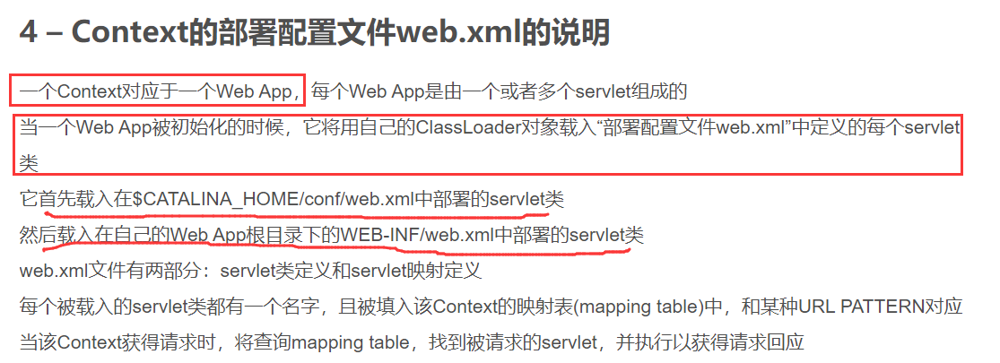 4 – Context的部署配置文件web.xml的说明
一个Context对应于一个Web App，每个Web App是由一个或者多个servlet组成的
当一个Web App被初始化的时候，它将用自己的ClassLoader对象载入“部署配置文件web.xml”中定义的每个servlet
类
它首先载入在$CATALINA_HOME/conf/web.xml中部署的servlet类
然后载入在自己的Web App根目录下的WEB-INF/web.xml中部署的servlet类
web.xml文件有两部分：servlet类定义和servlet映射定义
每个被载入的servlet类都有一个名字，且被填入该Context的映射表(mapping table)中，和某种URL PATTERN对应
当该Context获得请求时，将查询mapping table，找到被请求的servlet，并执行以获得请求回应